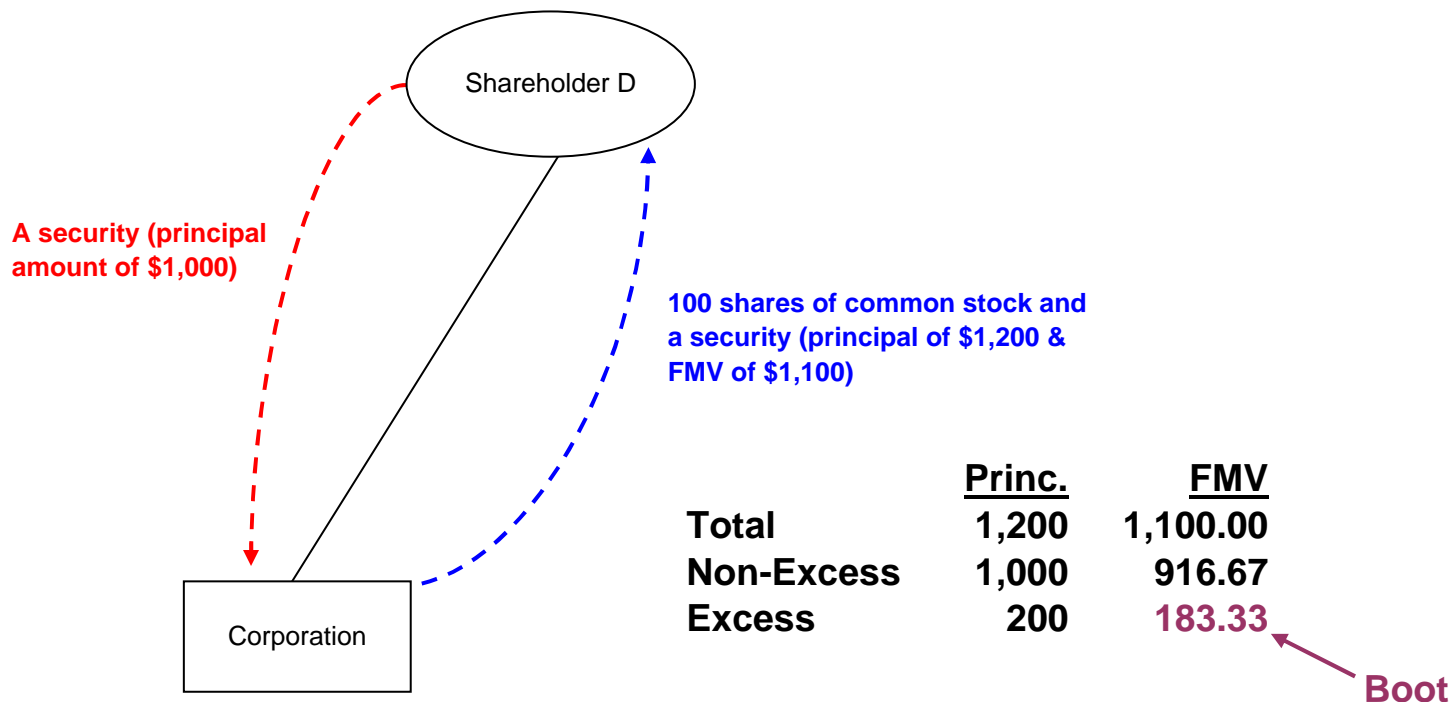 Shareholder D
A security (principal
amount of $1,000)
100 shares of common stock and
a security (principal of $1,200 &
FMV of $1,100)
Princ. FMV
Total 1,200 1,100.00
Non-Excess 1,000 916.67
Excess 200 183.33
Corporation
Boot